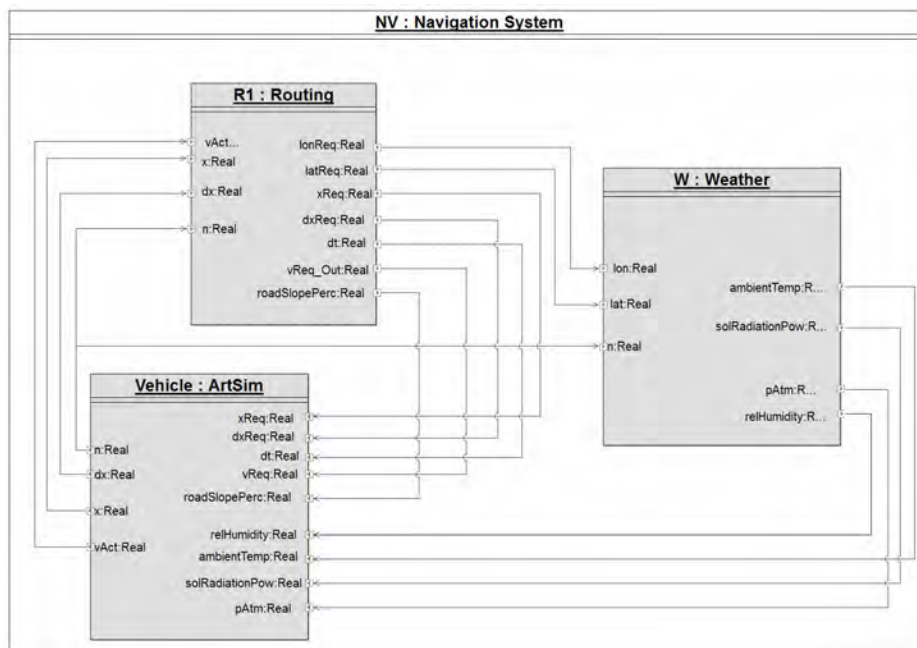 NV : Navigation System
R1 : Routing
vAct...
x:Real
dx:Real
n:Real
lonReq:Real
latReq:Real
xReq:Real
dxReq:Real
dt:Real
vReq_Out:Real
roadSlopePerc:Real
W : Weather
lon:Real
lat:Real
n:Real
ambientTemp:R...
solRadiationPow:R...
pAtm:R...
relHumidity:R...
Vehicle : ArtSim
n:Real
dx:Real
x:Real
vAct:Real
xReq:Real
dxReq:Real
dt:Real
vReq:Real
roadSlopePerc:Real
relHumidity:Real
ambientTemp:Real
solRadiationPow:Real
pAtm:Real